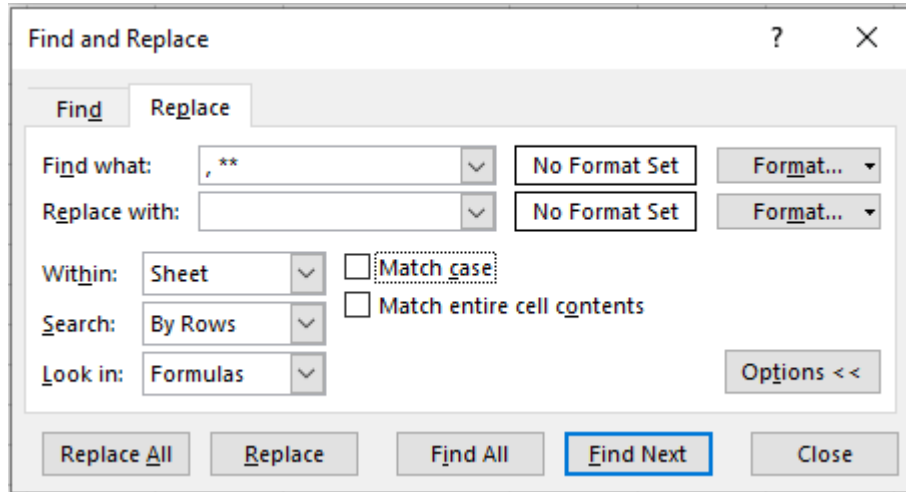 Find and Replace ? ×
Find Replace
Find what: , ** No Format Set Format...
Replace with: No Format Set Format...
Within: Sheet Match case
Match entire cell contents
Search: By Rows
Look in: Formulas Options <<
Replace All Replace Find All Find Next Close